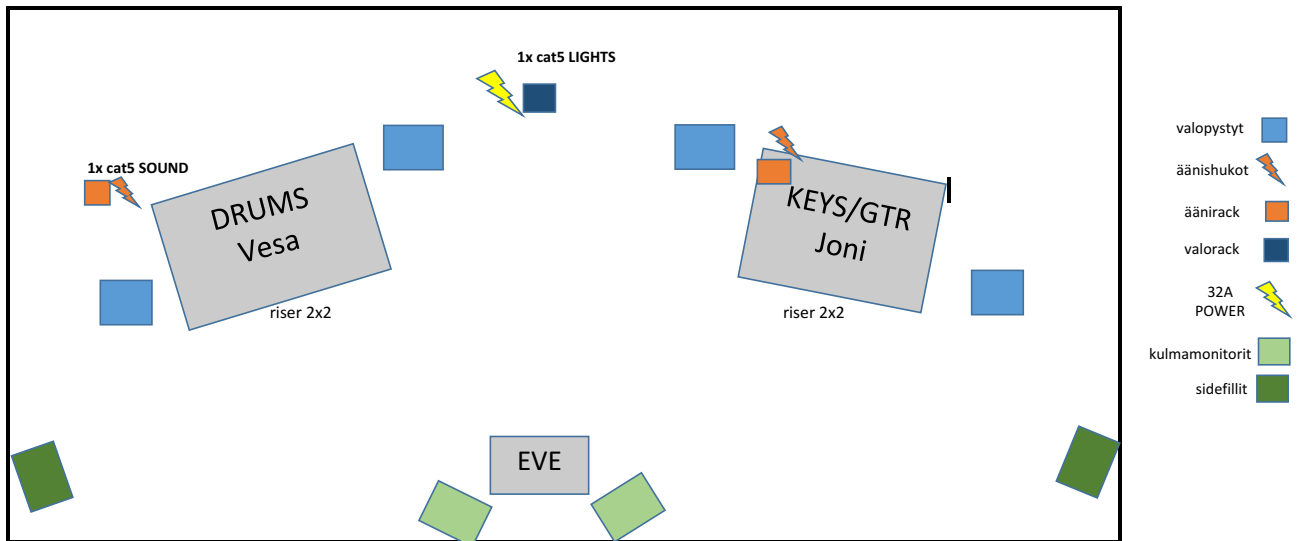 1x cat5 LIGHTS
1x cat5 SOUND
DRUMS
Vesa
riser 2x2
KEYS/GTR
Joni
riser 2x2
EVE
valopystyt
äänishukot
äänirack
valorack
32A
POWER
kulmamonitorit
sidefillit